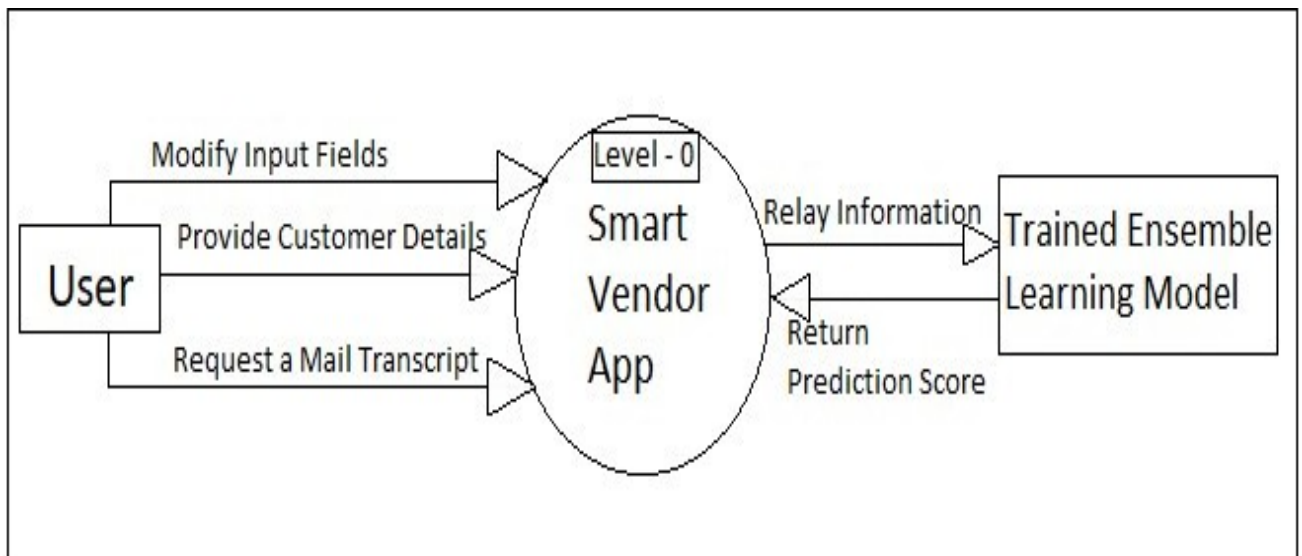 Modify Input Fields
Provide Customer Details
User
Request a Mail Transcript
Level - 0
Smart
Vendor
App
Relay Information
Return
Prediction Score
Trained Ensemble
Learning Model